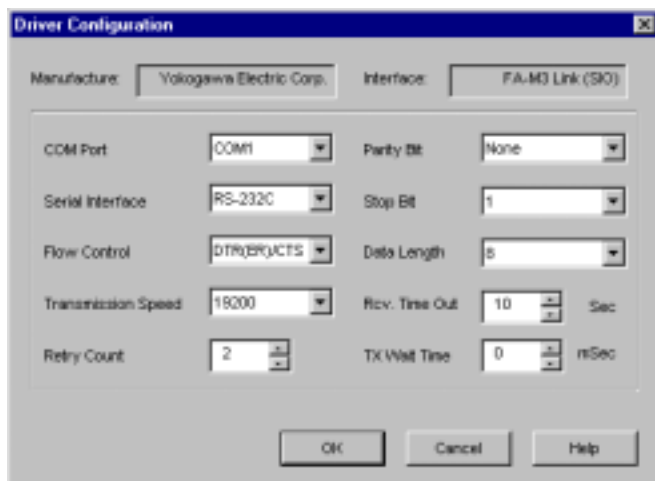 Driver Configuration
Manufacture: Yokogawa Electric Corp. Interface: FA-M3 Link (SIO)
COM Port COM1 Parity Bit None
Serial Interface RS-232C Stop Bit 1
Flow Control DTR(ER)/CTS Data Length 8
Transmission Speed 19200 Rcv. Time Out 10 Sec
Retry Count 2 TX Wait Time 0 mSec
OK Cancel Help